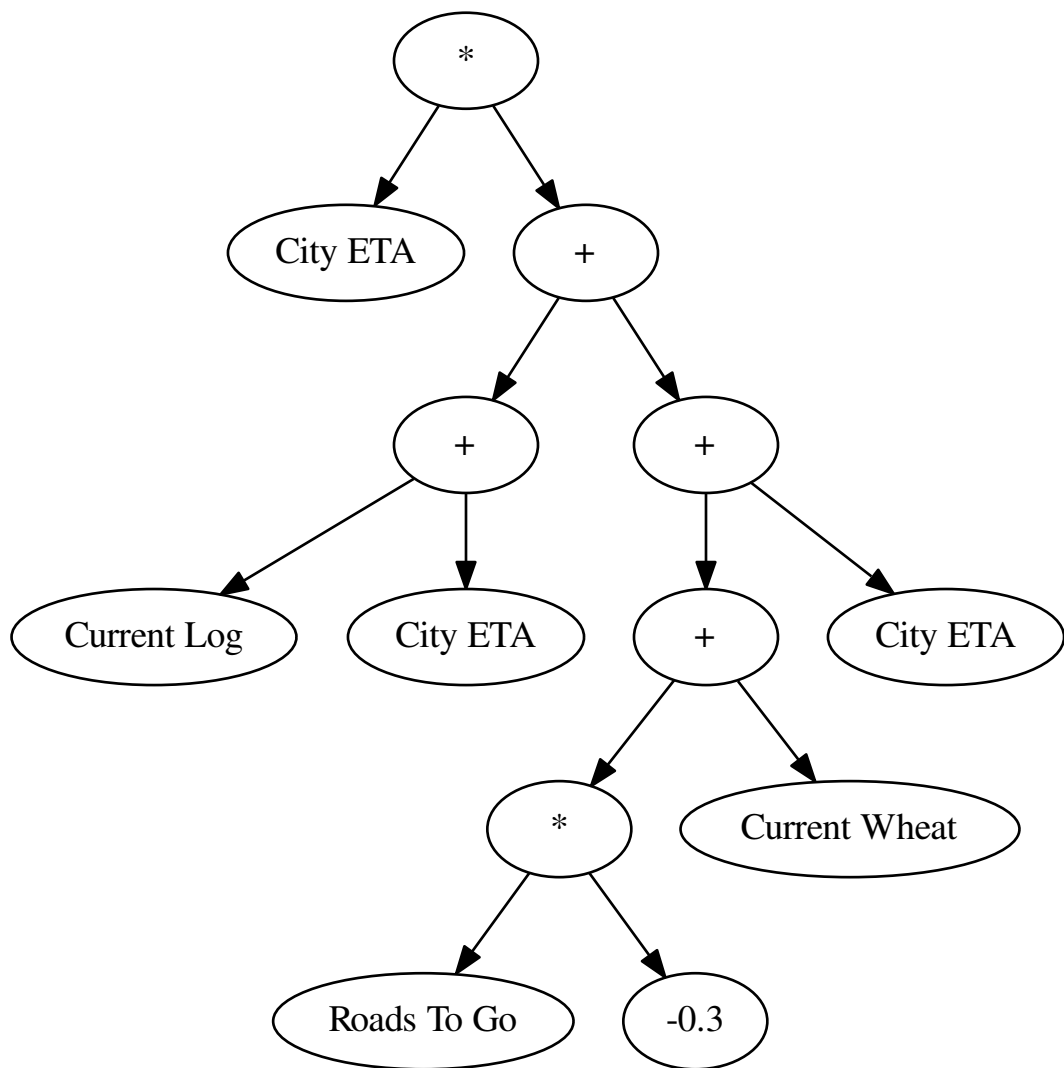 *
City ETA
+
+
+
Current Log
City ETA
+
City ETA
*
Current Wheat
Roads To Go
-0.3